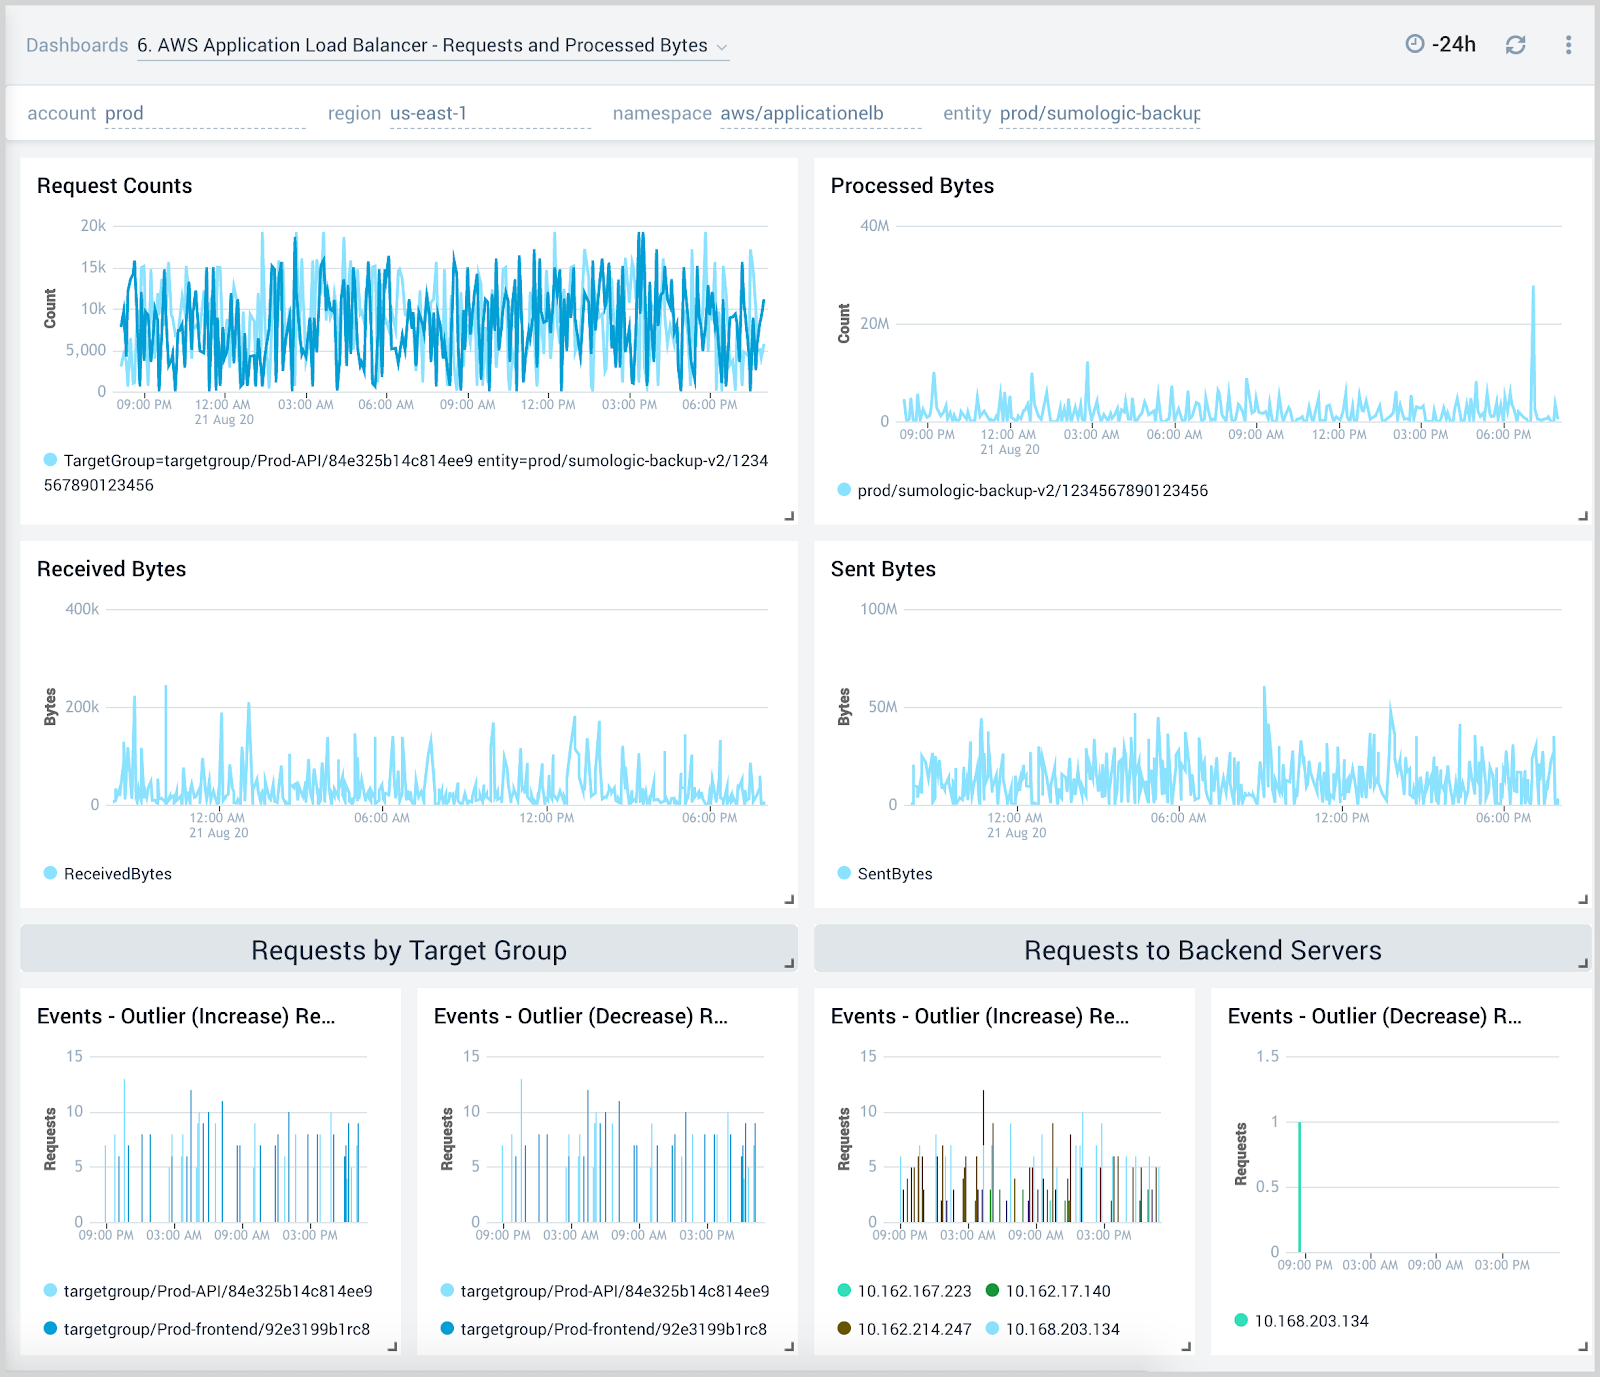 Dashboards 6. AWS Application Load Balancer - Requests and Processed Bytes
-24h
account prod region us-east-1 namespace aws/applicationelb entity prod/sumologic-backup
Request Counts
Count
20k
15k
10k
5,000
0
09:00 PM 12:00 AM 03:00 AM 06:00 AM 09:00 AM 12:00 PM 03:00 PM 06:00 PM
21 Aug 20
TargetGroup=targetgroup/Prod-API/84e325b14c814ee9 entity=prod/sumologic-backup-v2/1234
567890123456
Processed Bytes
Count
40M
20M
0
09:00 PM 12:00 AM 03:00 AM 06:00 AM 09:00 AM 12:00 PM 03:00 PM 06:00 PM
21 Aug 20
prod/sumologic-backup-v2/1234567890123456
Received Bytes
Bytes
400k
200k
0
12:00 AM 06:00 AM 12:00 PM 06:00 PM
21 Aug 20
ReceivedBytes
Sent Bytes
Bytes
100M
50M
0
12:00 AM 06:00 AM 12:00 PM 06:00 PM
21 Aug 20
SentBytes
Requests by Target Group
Requests to Backend Servers
Events - Outlier (Increase) Re...
Requests
15
10
5
0
09:00 PM 03:00 AM 09:00 AM 03:00 PM
targetgroup/Prod-API/84e325b14c814ee9
targetgroup/Prod-frontend/92e3199b1rc8
Events - Outlier (Decrease) R...
Requests
15
10
5
0
09:00 PM 03:00 AM 09:00 AM 03:00 PM
targetgroup/Prod-API/84e325b14c814ee9
targetgroup/Prod-frontend/92e3199b1rc8
Events - Outlier (Increase) Re...
Requests
15
10
5
0
09:00 PM 03:00 AM 09:00 AM 03:00 PM
10.162.167.223 10.162.17.140
10.162.214.247 10.168.203.134
Events - Outlier (Decrease) R...
Requests
1.5
1
0.5
0
09:00 PM 03:00 AM 09:00 AM 03:00 PM
10.168.203.134